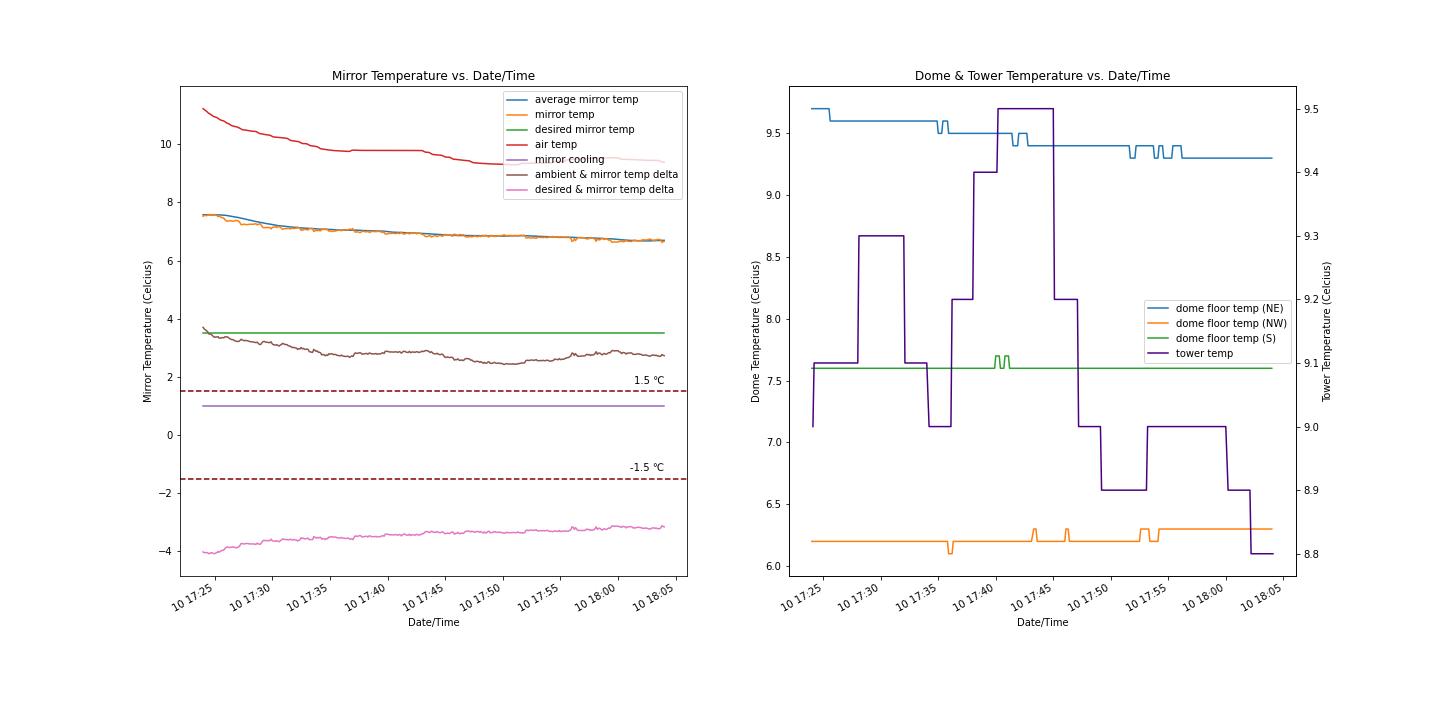 Mirror Temperature vs. Date/Time
average mirror temp
mirror temp
desired mirror temp
air temp
mirror cooling
ambient & mirror temp delta
desired & mirror temp delta
10
8
6
4
2
0
−2
−4
Mirror Temperature (Celcius)
1.5 °C
-1.5 °C
10 17:25
10 17:30
10 17:35
10 17:40
10 17:45
10 17:50
10 17:55
10 18:00
10 18:05
Date/Time
Dome & Tower Temperature vs. Date/Time
9.5
9.0
8.5
8.0
7.5
7.0
6.5
6.0
Dome Temperature (Celcius)
dome floor temp (NE)
dome floor temp (NW)
dome floor temp (S)
tower temp
9.5
9.4
9.3
9.2
9.1
9.0
8.9
8.8
Tower Temperature (Celcius)
10 17:25
10 17:30
10 17:35
10 17:40
10 17:45
10 17:50
10 17:55
10 18:00
10 18:05
Date/Time